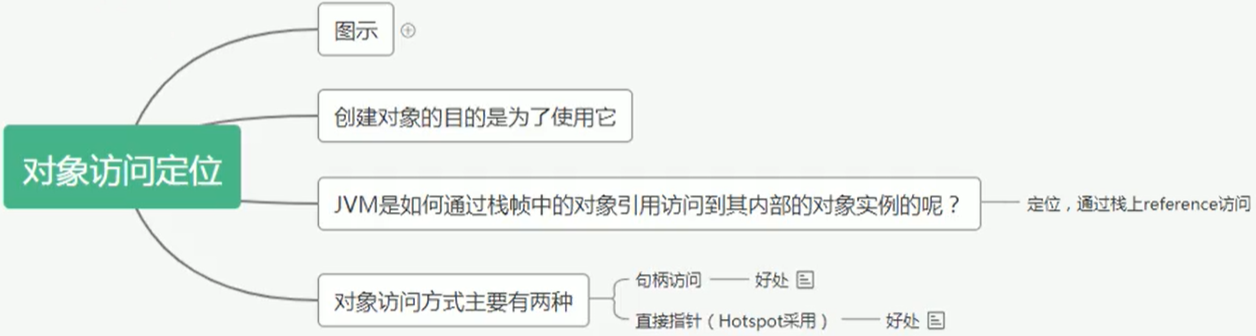 图示
创建对象的目的是为了使用它
对象访问定位
JVM是如何通过栈帧中的对象引用访问到其内部的对象实例的呢？
定位，通过栈上reference访问
对象访问方式主要有两种
句柄访问
好处
直接指针（Hotspot采用）
好处